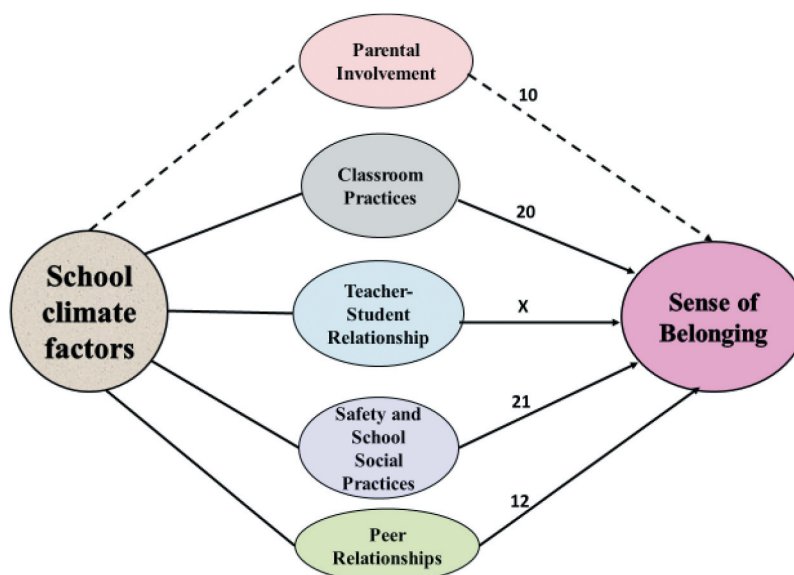 Parental
Involvement
10
Classroom
Practices
20
School
climate
factors
Teacher-
Student
Relationship
X
Sense of
Belonging
Safety and
School
Social
Practices
21
12
Peer
Relationships